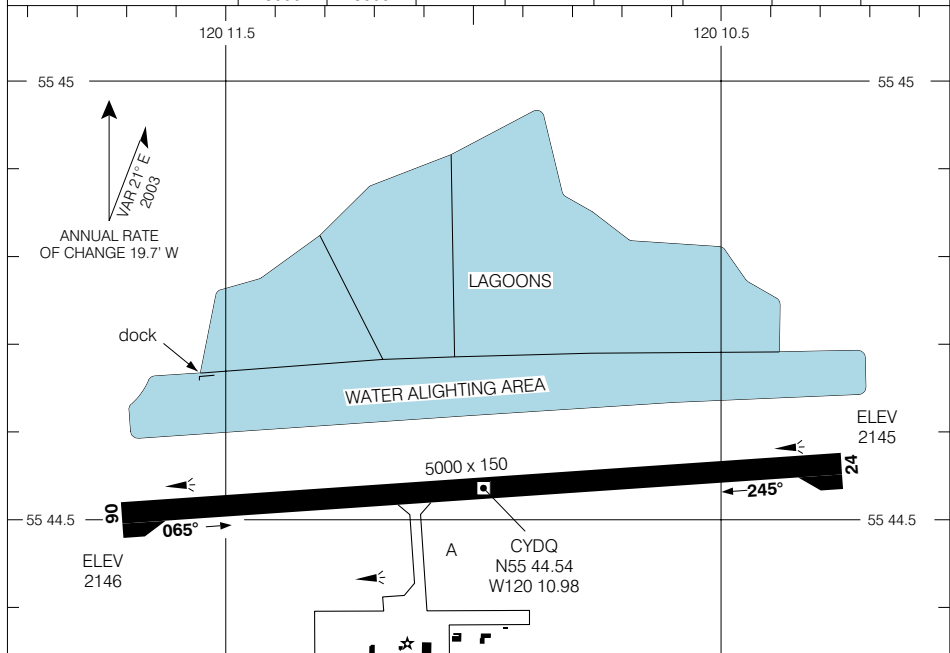 120 11.5
120 10.5
55 45
55 45
VAR 21° E
2003
ANNUAL RATE
OF CHANGE 19.7' W
LAGOONS
dock
WATER ALIGHTING AREA
ELEV
2145
5000 x 150
24
06
245°
065°
55 44.5
55 44.5
ELEV
2146
A
CYDQ
N55 44.54
W120 10.98